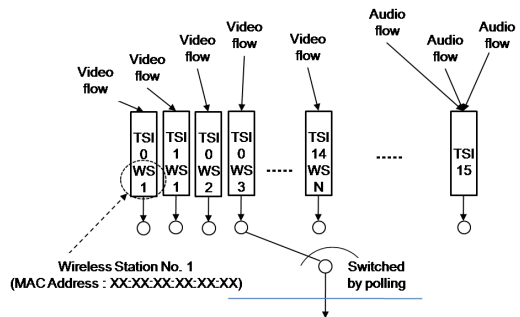 Video
flow
Video
flow
Video
flow
Video
flow
Video
flow
Audio
flow
Audio
flow
Audio
flow
TSI
0
WS
1
TSI
1
WS
1
TSI
0
WS
2
TSI
0
WS
3
......
TSI
14
WS
N
......
TSI
15
Wireless Station No. 1
(MAC Address : XX:XX:XX:XX:XX:XX)
Switched
by polling